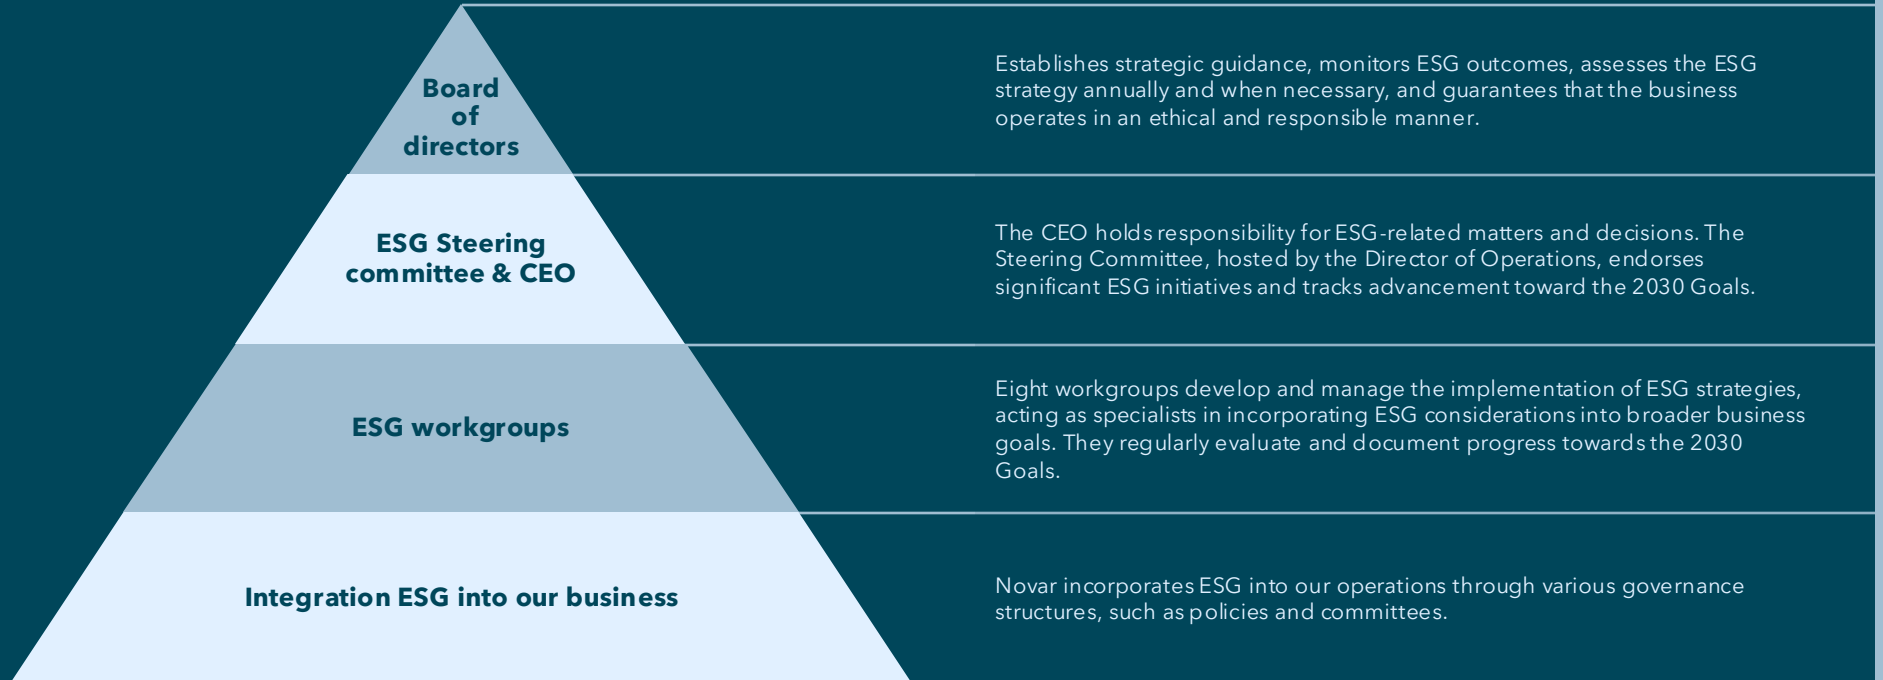 Board
of
directors
Establishes strategic guidance, monitors ESG outcomes, assesses the ESG
strategy annually and when necessary, and guarantees that the business
operates in an ethical and responsible manner.
ESG Steering
committee & CEO
The CEO holds responsibility for ESG-related matters and decisions. The
Steering Committee, hosted by the Director of Operations, endorses
significant ESG initiatives and tracks advancement toward the 2030 Goals.
ESG workgroups
Eight workgroups develop and manage the implementation of ESG strategies,
acting as specialists in incorporating ESG considerations into broader business
goals. They regularly evaluate and document progress towards the 2030
Goals.
Integration ESG into our business
Novar incorporates ESG into our operations through various governance
structures, such as policies and committees.